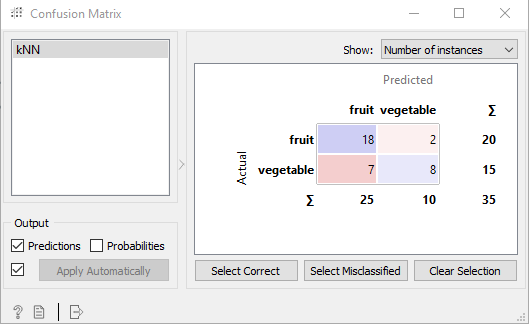 Confusion Matrix
kNN
Show: Number of instances
Predicted
fruit vegetable ∑
fruit 18 2 20
Actual
vegetable 7 8 15
∑ 25 10 35
Output
Predictions Probabilities
Apply Automatically
Select Correct Select Misclassified Clear Selection